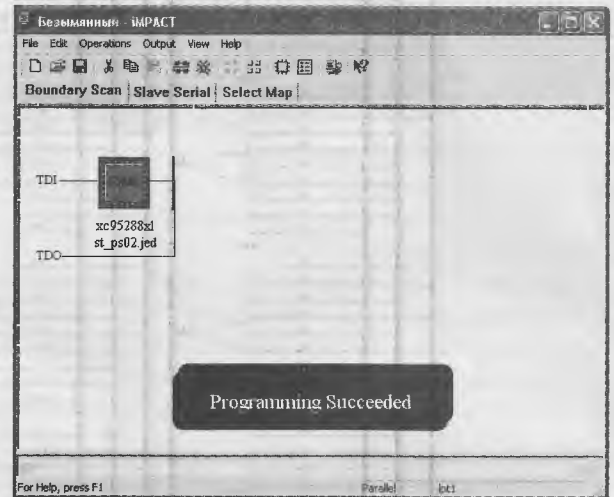 Безымянный - iMPACT
File Edit Operations Output View Help
Boundary Scan Slave Serial Select Map
TDI
xc95288xl
st_ps02.jed
TDO
Programming Succeeded
For Help, press F1 Parallel lpt1